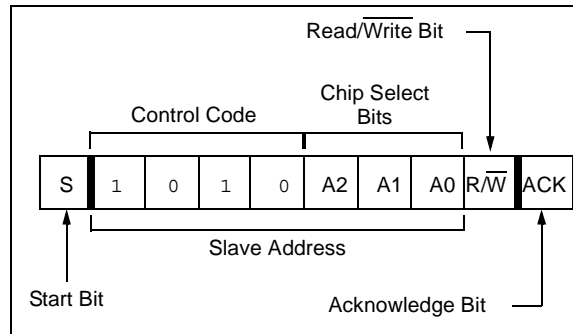 Read/Write Bit
Chip Select
Bits
Control Code
S 1 0 1 0 A2 A1 A0 R/W ACK
Slave Address
Start Bit
Acknowledge Bit